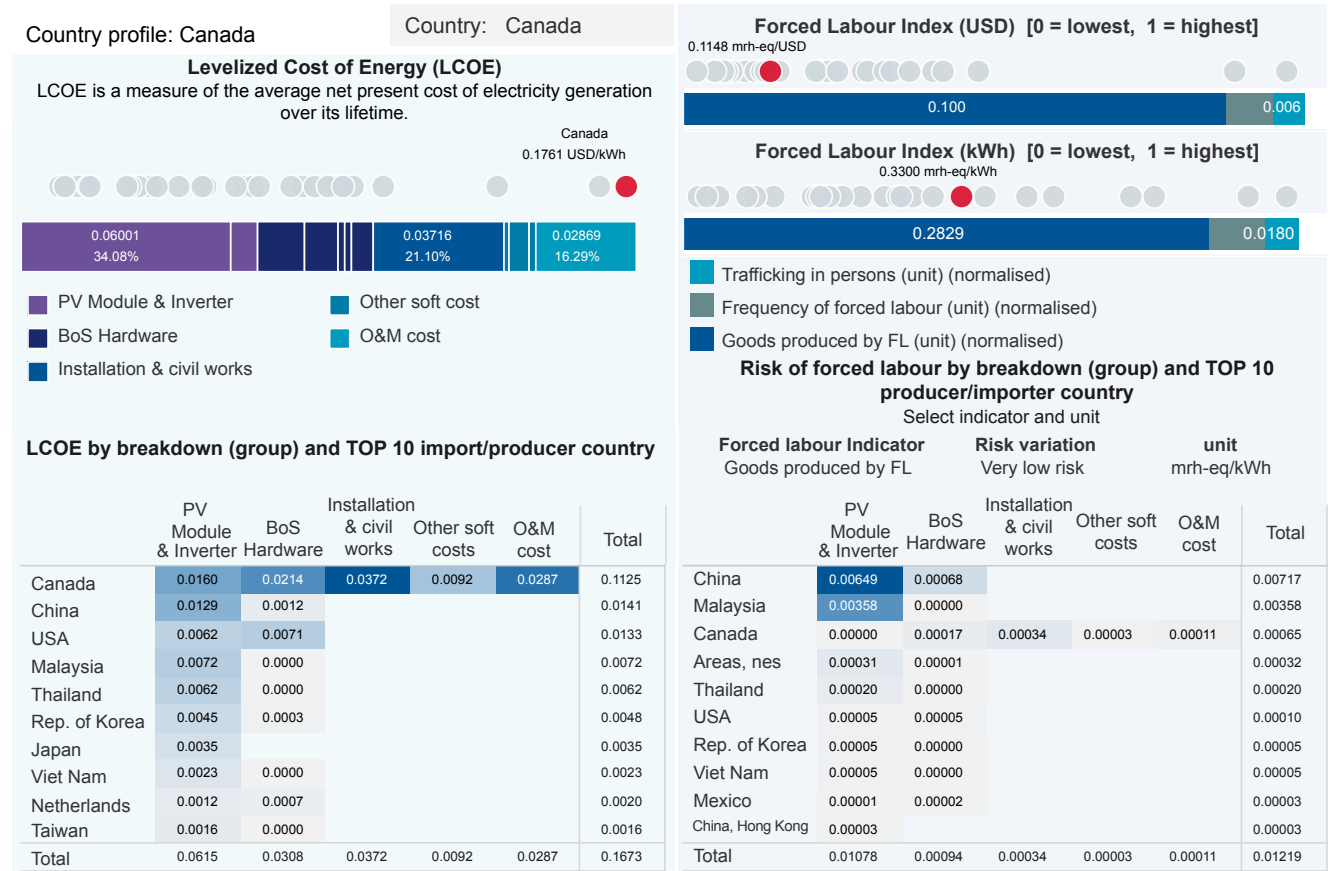 Country profile: Canada
Country: Canada
Levelized Cost of Energy (LCOE)
LCOE is a measure of the average net present cost of electricity generation
over its lifetime.
Canada
0.1761 USD/kWh
0.06001 0.03716 0.02869
34.08% 21.10% 16.29%
PV Module & Inverter Other soft cost
BoS Hardware O&M cost
Installation & civil works
LCOE by breakdown (group) and TOP 10 import/producer country
PV
Module
& Inverter
BoS
Hardware
Installation
& civil
works
Other soft
costs
O&M
cost
Total
Canada 0.0160 0.0214 0.0372 0.0092 0.0287 0.1125
China 0.0129 0.0012 0.0141
USA 0.0062 0.0071 0.0133
Malaysia 0.0072 0.0000 0.0072
Thailand 0.0062 0.0000 0.0062
Rep. of Korea 0.0045 0.0003 0.0048
Japan 0.0035 0.0035
Viet Nam 0.0023 0.0000 0.0023
Netherlands 0.0012 0.0007 0.0020
Taiwan 0.0016 0.0000 0.0016
Total 0.0615 0.0308 0.0372 0.0092 0.0287 0.1673
Forced Labour Index (USD) [0 = lowest, 1 = highest]
0.1148 mrh-eq/USD
0.100 0.006
Forced Labour Index (kWh) [0 = lowest, 1 = highest]
0.3300 mrh-eq/kWh
0.2829 0.0180
Trafficking in persons (unit) (normalised)
Frequency of forced labour (unit) (normalised)
Goods produced by FL (unit) (normalised)
Risk of forced labour by breakdown (group) and TOP 10
producer/importer country
Select indicator and unit
Forced labour Indicator Risk variation unit
Goods produced by FL Very low risk mrh-eq/kWh
PV
Module
& Inverter
BoS
Hardware
Installation
& civil
works
Other soft
costs
O&M
cost
Total
China 0.00649 0.00068 0.00717
Malaysia 0.00358 0.00000 0.00358
Canada 0.00000 0.00017 0.00034 0.00003 0.00011 0.00065
Areas, nes 0.00031 0.00001 0.00032
Thailand 0.00020 0.00000 0.00020
USA 0.00005 0.00005 0.00010
Rep. of Korea 0.00005 0.00000 0.00005
Viet Nam 0.00005 0.00000 0.00005
Mexico 0.00001 0.00002 0.00003
China, Hong Kong 0.00003 0.00003
Total 0.01078 0.00094 0.00034 0.00003 0.00011 0.01219